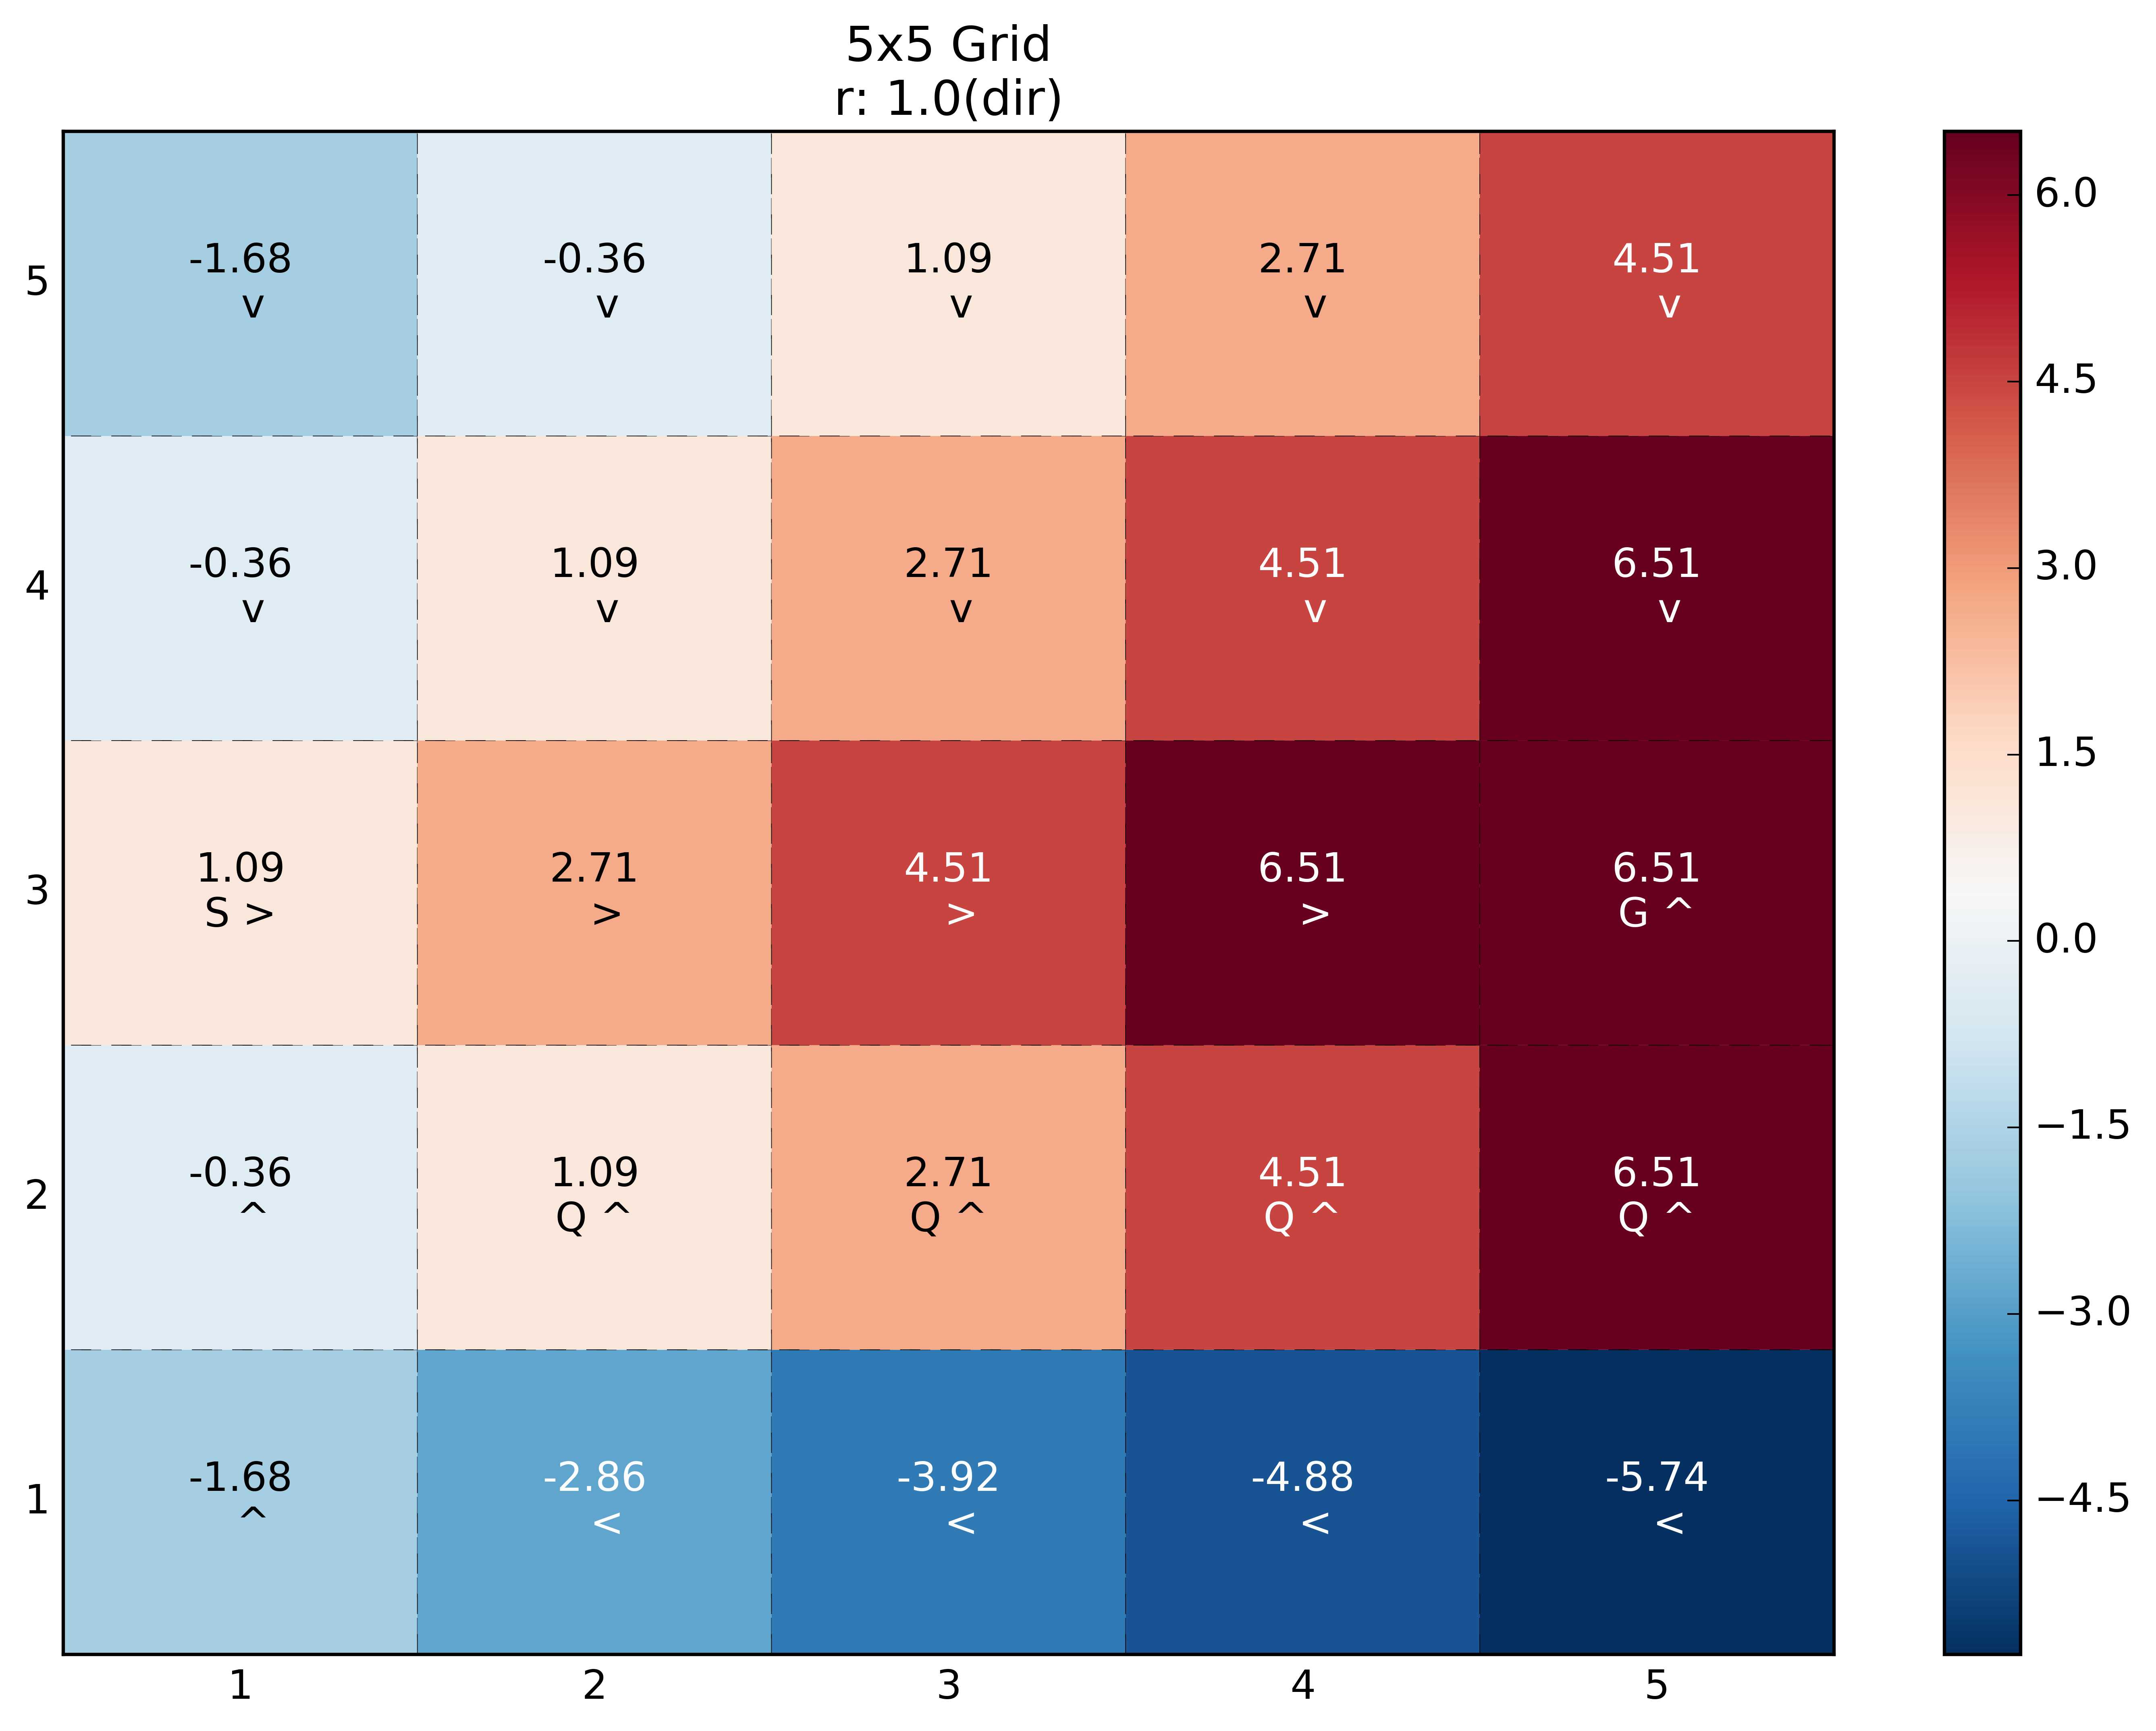 5x5 Grid
r: 1.0(dir)
5
-1.68
v
-0.36
v
1.09
v
2.71
v
4.51
v
4
-0.36
v
1.09
v
2.71
v
4.51
v
6.51
v
3
1.09
S >
2.71
>
4.51
>
6.51
>
6.51
G ^
2
-0.36
^
1.09
Q ^
2.71
Q ^
4.51
Q ^
6.51
Q ^
1
-1.68
^
-2.86
<
-3.92
<
-4.88
<
-5.74
<
1
2
3
4
5
6.0
4.5
3.0
1.5
0.0
−1.5
−3.0
−4.5